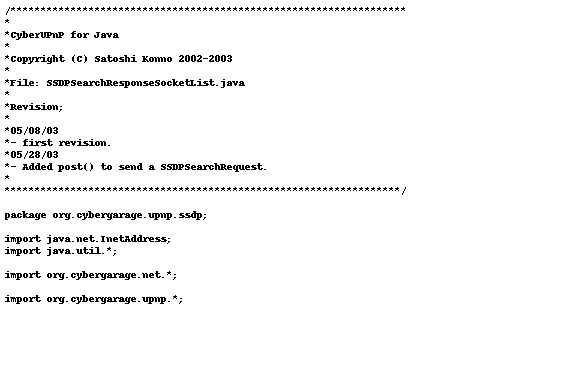 /******************************************************************
*
*CyberUPnP for Java
*
*Copyright (C) Satoshi Konno 2002-2003
*
*File: SSDPSearchResponseSocketList.java
*
*Revision;
*
*05/08/03
*- first revision.
*05/28/03
*- Added post() to send a SSDPSearchRequest.
*
******************************************************************/
package org.cybergarage.upnp.ssdp;
import java.net.InetAddress;
import java.util.*;
import org.cybergarage.net.*;
import org.cybergarage.upnp.*;